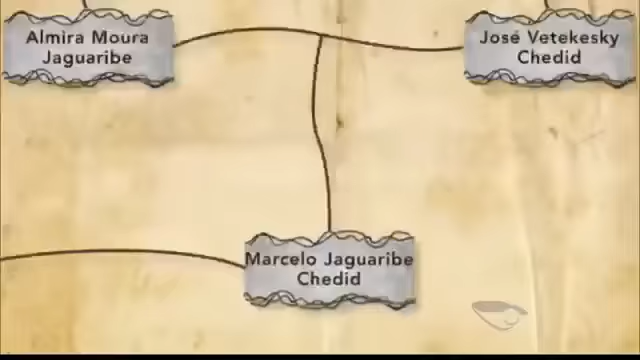 Almira Moura
Jaguaribe
José Vetekesky
Chedid
Marcelo Jaguaribe
Chedid